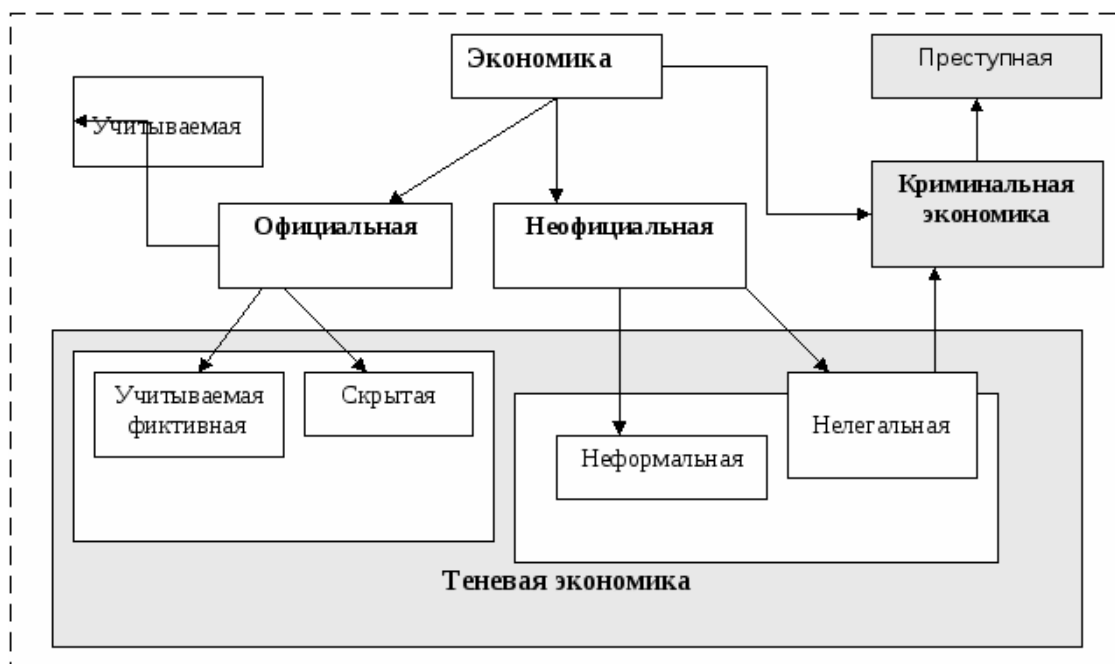 Экономика
Преступная
Учитываемая
Криминальная
экономика
Официальная
Неофициальная
Учитываемая
фиктивная
Скрытая
Неформальная
Нелегальная
Теневая экономика